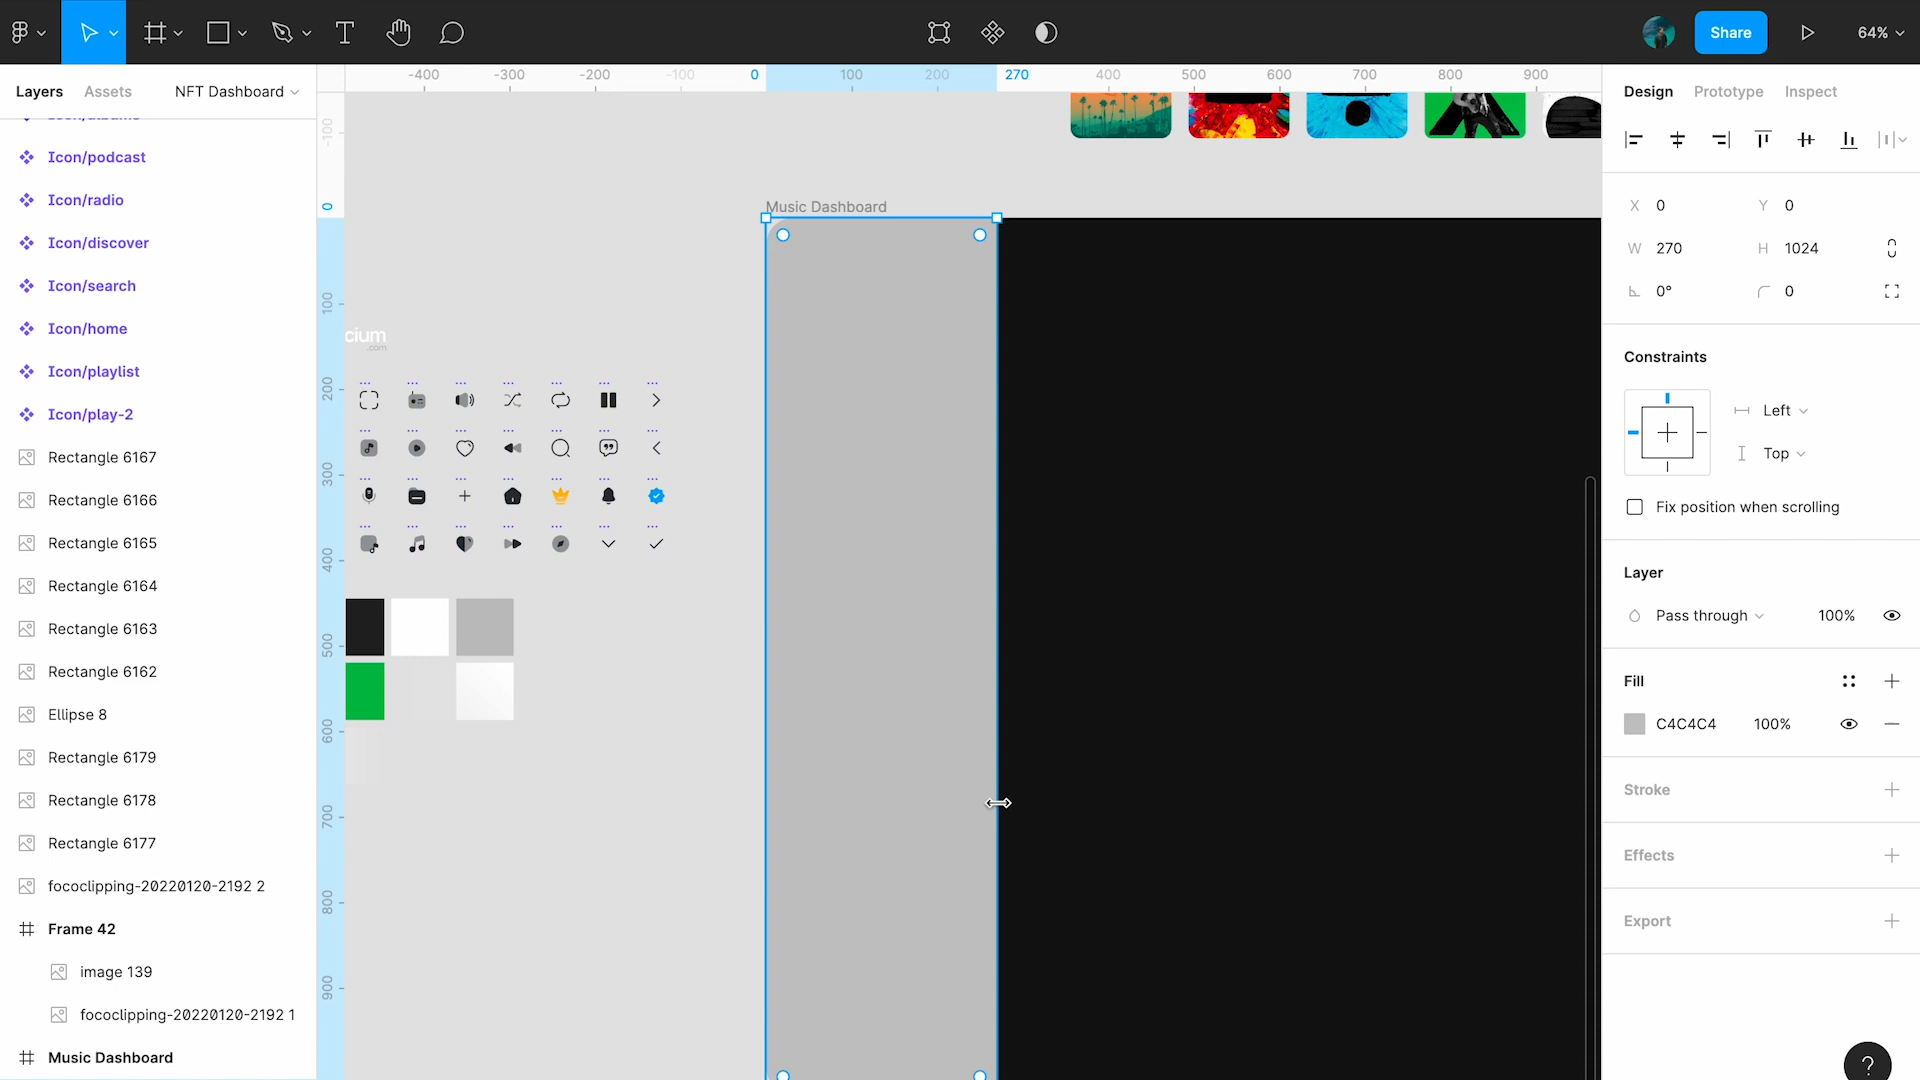 Share
64%
Layers
Assets
NFT Dashboard
Icon/podcast
Icon/radio
Icon/discover
Icon/search
Icon/home
Icon/playlist
Icon/play-2
Rectangle 6167
Rectangle 6166
Rectangle 6165
Rectangle 6164
Rectangle 6163
Rectangle 6162
Ellipse 8
Rectangle 6179
Rectangle 6178
Rectangle 6177
fococlipping-20220120-2192 2
Frame 42
image 139
fococlipping-20220120-2192 1
Music Dashboard
-400 -300 -200 -100 0 100 200 270 400 500 600 700 800 900
-100
0
100
200
300
400
500
600
700
800
900
Music Dashboard
cium
.com
Design
Prototype
Inspect
X 0
Y 0
W 270
H 1024
0°
0
Constraints
Left
Top
Fix position when scrolling
Layer
Pass through
100%
Fill
C4C4C4
100%
Stroke
Effects
Export
?